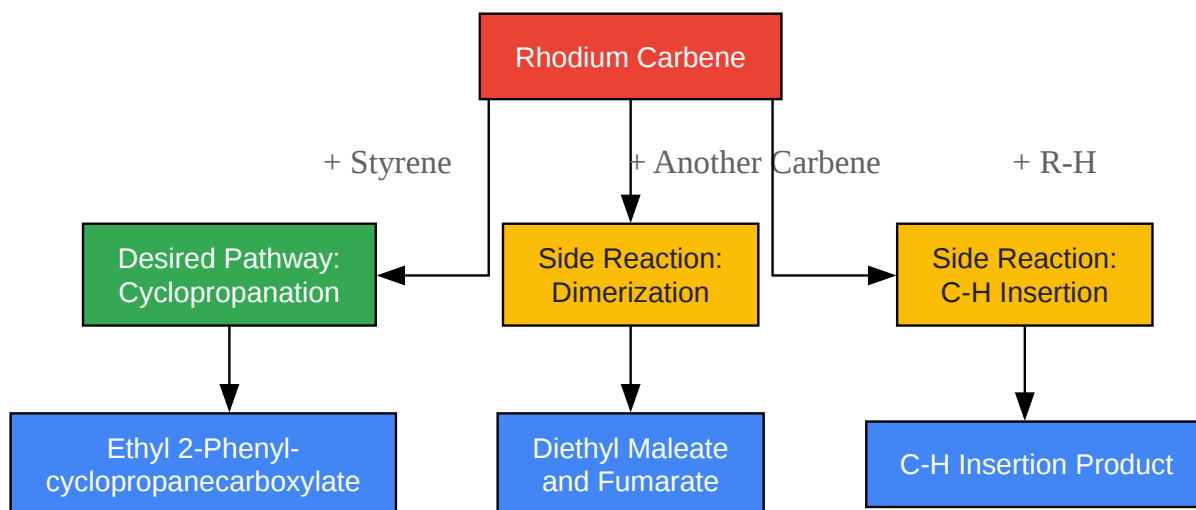 Rhodium Carbene
+ Styrene
+ Another Carbene
+ R-H
Desired Pathway:
Cyclopropanation
Side Reaction:
Dimerization
Side Reaction:
C-H Insertion
Ethyl 2-Phenyl-
cyclopropanecarboxylate
Diethyl Maleate
and Fumarate
C-H Insertion Product